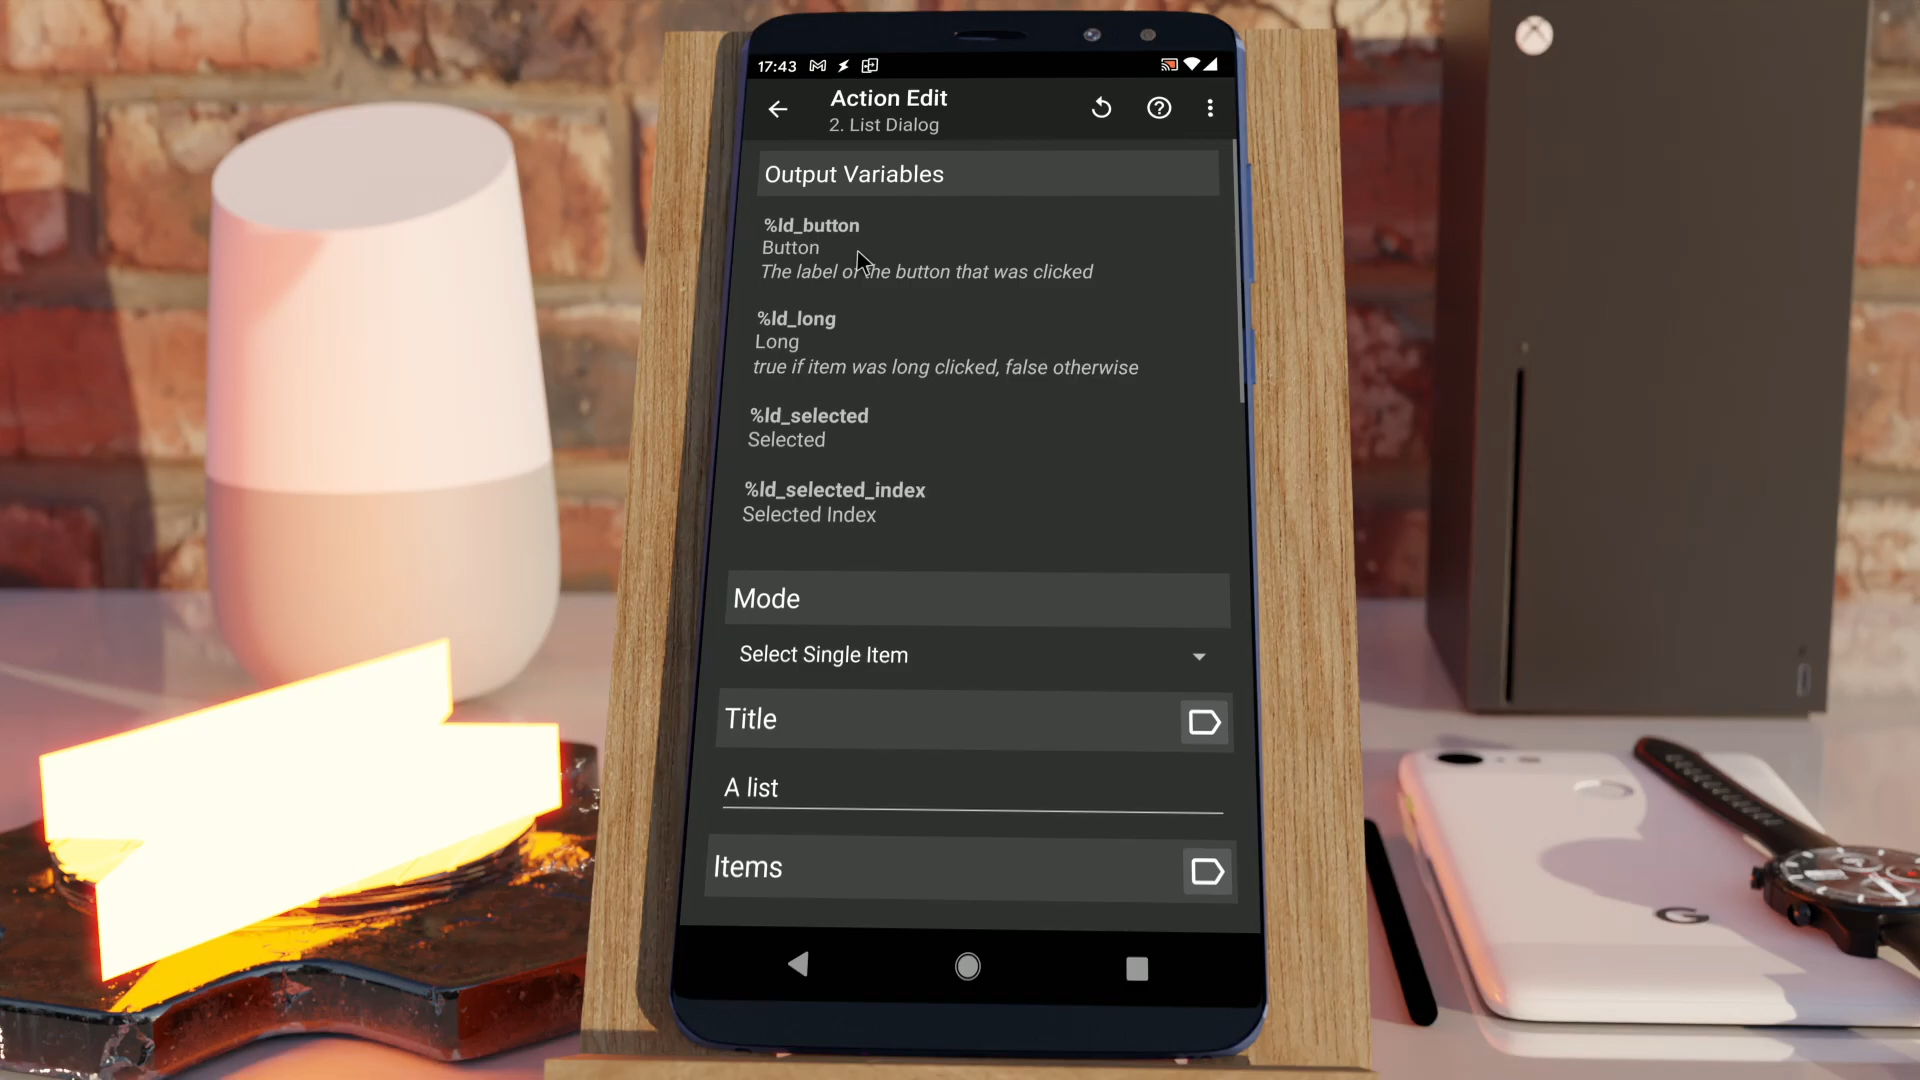 17:43
Action Edit
2. List Dialog
Output Variables
%ld_button
Button
The label of the button that was clicked
%ld_long
Long
true if item was long clicked, false otherwise
%ld_selected
Selected
%ld_selected_index
Selected Index
Mode
Select Single Item
Title
A list
Items
G